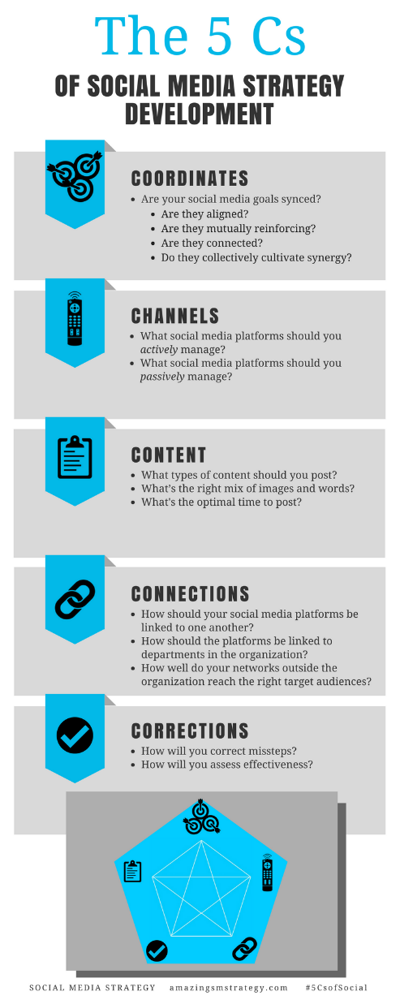 The 5 Cs
OF SOCIAL MEDIA STRATEGY
DEVELOPMENT
COORDINATES
• Are your social media goals synced?
• Are they aligned?
• Are they mutually reinforcing?
• Are they connected?
• Do they collectively cultivate synergy?
CHANNELS
• What social media platforms should you
actively manage?
• What social media platforms should you
passively manage?
CONTENT
• What types of content should you post?
• What’s the right mix of images and words?
• What's the optimal time to post?
CONNECTIONS
• How should your social media platforms be
linked to one another?
• How should the platforms be linked to
departments in the organization?
• How well do your networks outside the
organization reach the right target audiences?
CORRECTIONS
• How will you correct missteps?
• How will you assess effectiveness?
SOCIAL MEDIA STRATEGY amazingsmstrategy.com #5CsofSocial